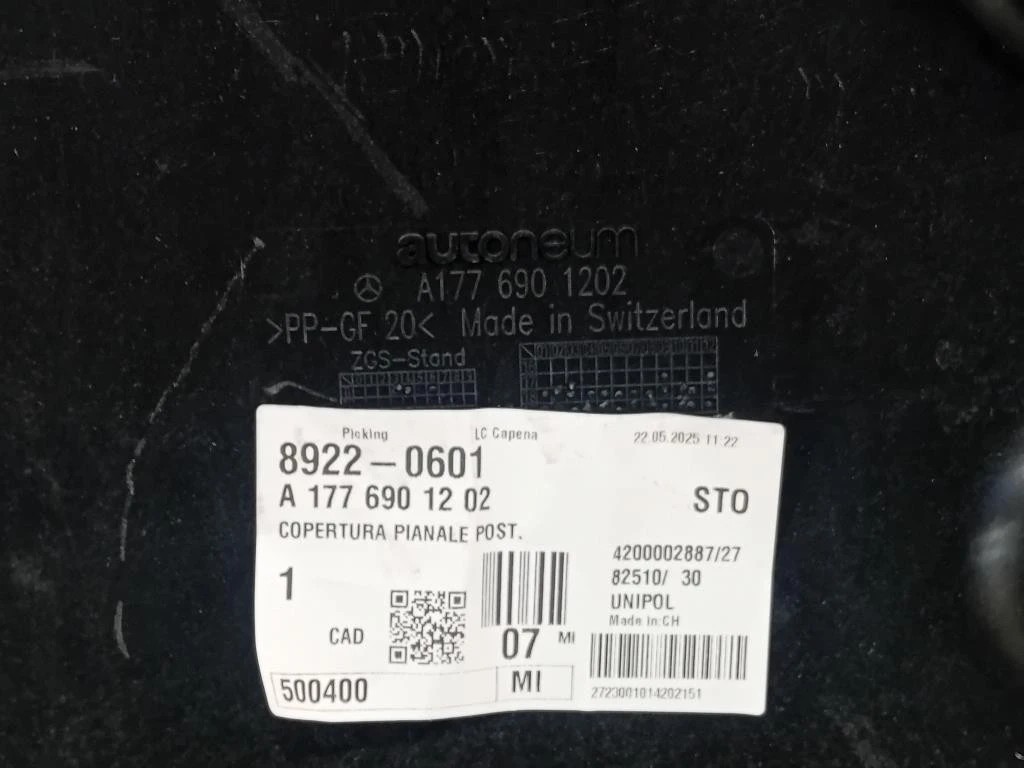 autoneum
A177 690 1202
>PP-GF 20< Made in Switzerland
ZGS-Stand
Picking LC Capena 22.05.2025 11:22
8922-0601
A 177 690 12 02 STO
COPERTURA PIANALE POST.
4200002887/27
1 82510/ 30
UNIPOL
Made in:CH
CAD 07 MI
500400 MI 2723001014202151